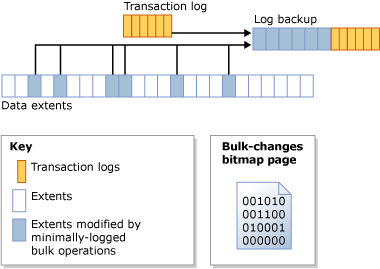 Transaction log
Log backup
Data extents
Key
Transaction logs
Extents
Extents modified by
minimally-logged
bulk operations
Bulk-changes
bitmap page
001010
001100
010001
000000